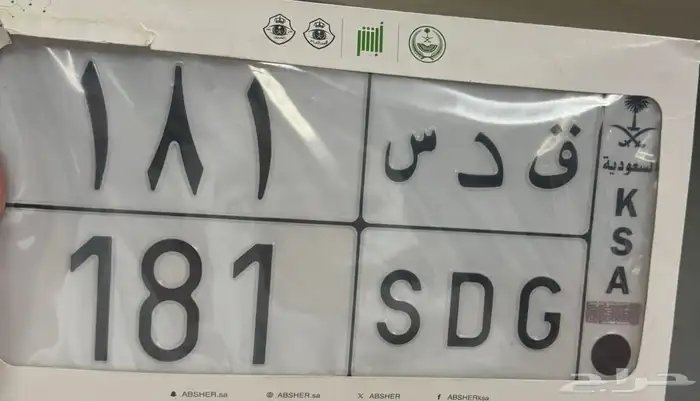 أبشر
١٨١ ق د س
181 SDG
السعودية
K
S
A
ABSHER.sa ABSHER.sa ABSHER ABSHERksa
حراج